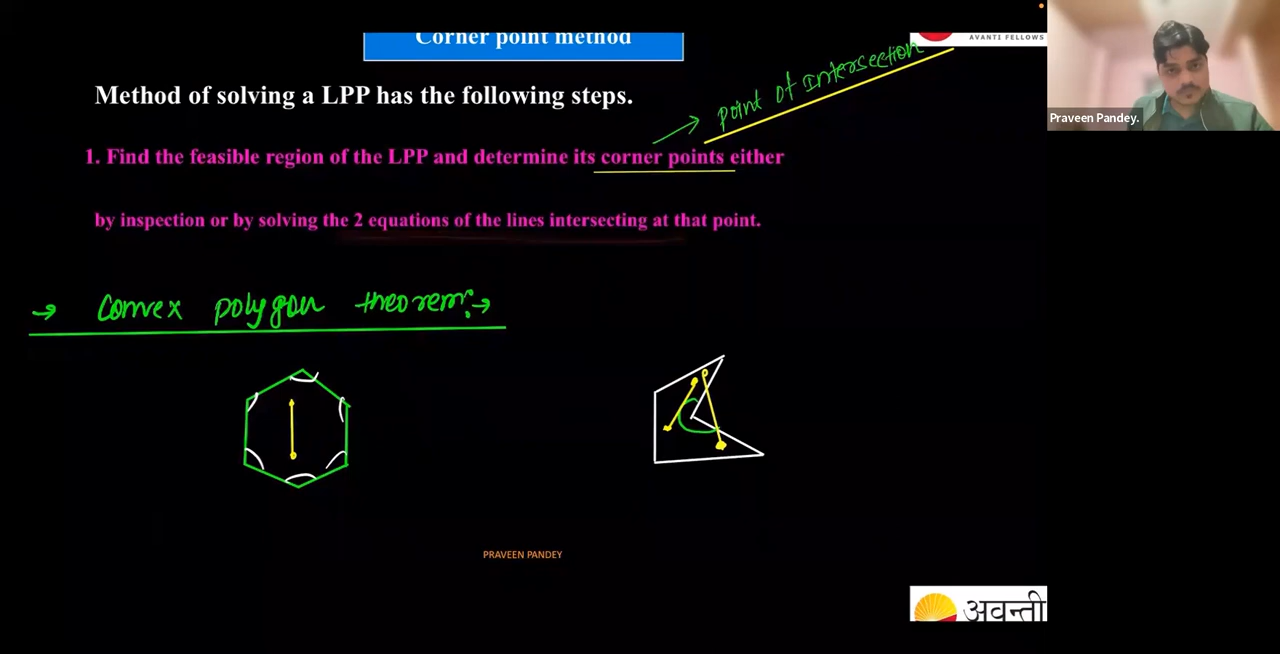 Corner point method
AVANTI FELLOWS
→ point of intersection
Method of solving a LPP has the following steps.
Praveen Pandey.
1. Find the feasible region of the LPP and determine its corner points either
by inspection or by solving the 2 equations of the lines intersecting at that point.
→ Convex polygon theorem:→
PRAVEEN PANDEY
अवन्ती